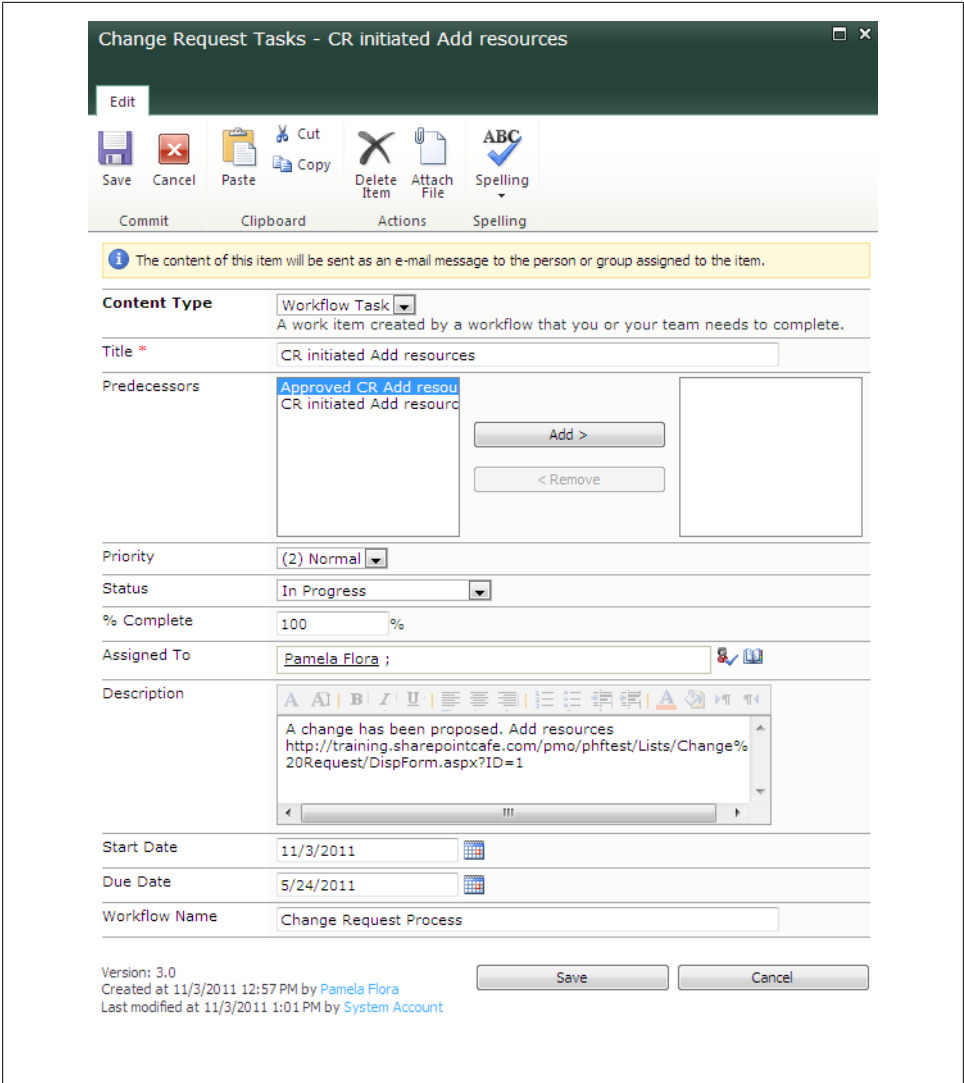 Change Request Tasks - CR initiated Add resources
Edit
Save
Cancel
Paste
Cut
Copy
Delete Item
Attach File
ABC
Spelling
Commit
Clipboard
Actions
Spelling
The content of this item will be sent as an e-mail message to the person or group assigned to the item.
Content Type
Workflow Task
A work item created by a workflow that you or your team needs to complete.
Title *
CR initiated Add resources
Predecessors
Approved CR Add resou
CR initiated Add resourc
Add >
< Remove
Priority
(2) Normal
Status
In Progress
% Complete
100 %
Assigned To
Pamela Flora ;
Description
A A B I U A
A change has been proposed. Add resources
http://training.sharepointcafe.com/pmo/phftest/Lists/Change%
20Request/DispForm.aspx?ID=1
Start Date
11/3/2011
Due Date
5/24/2011
Workflow Name
Change Request Process
Version: 3.0
Created at 11/3/2011 12:57 PM by Pamela Flora
Last modified at 11/3/2011 1:01 PM by System Account
Save
Cancel